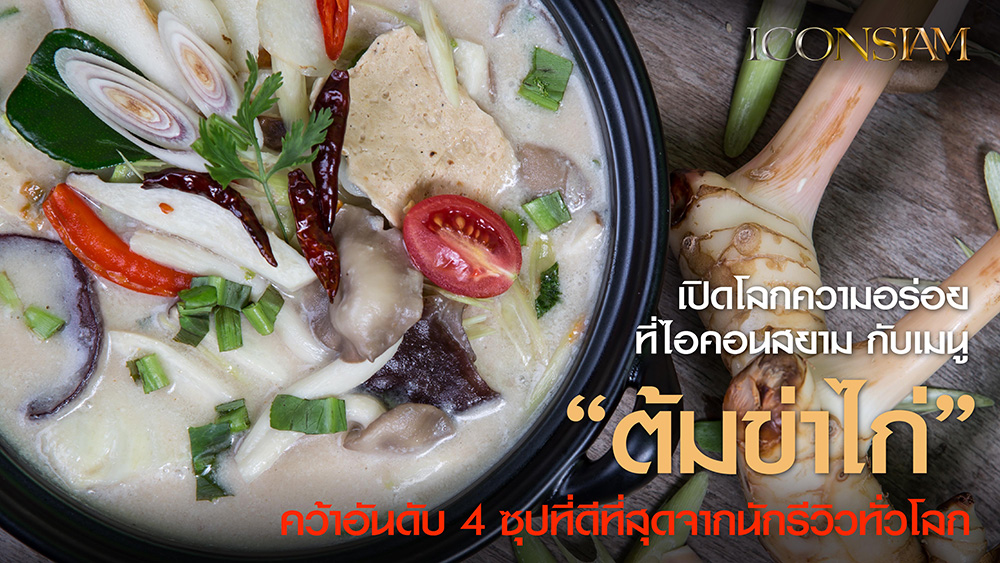 ICONSIAM
เปิดโลกความอร่อย
ที่ไอคอนสยาม กับเมนู
“ต้มข่าไก่”
คว้าอันดับ 4 ซุปที่ดีที่สุดจากนักรีวิวทั่วโลก